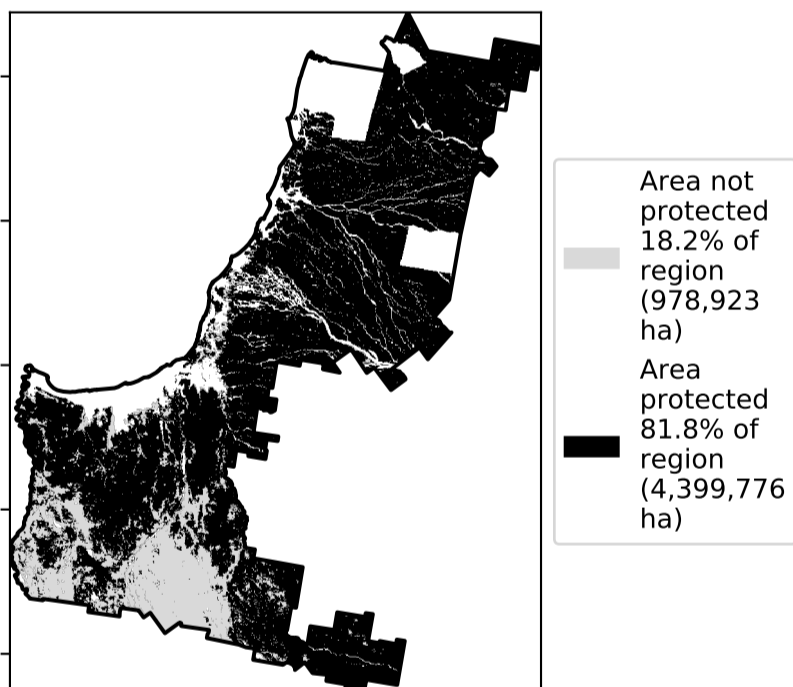 Area not
protected
18.2% of
region
(978,923
ha)
Area
protected
81.8% of
region
(4,399,776
ha)